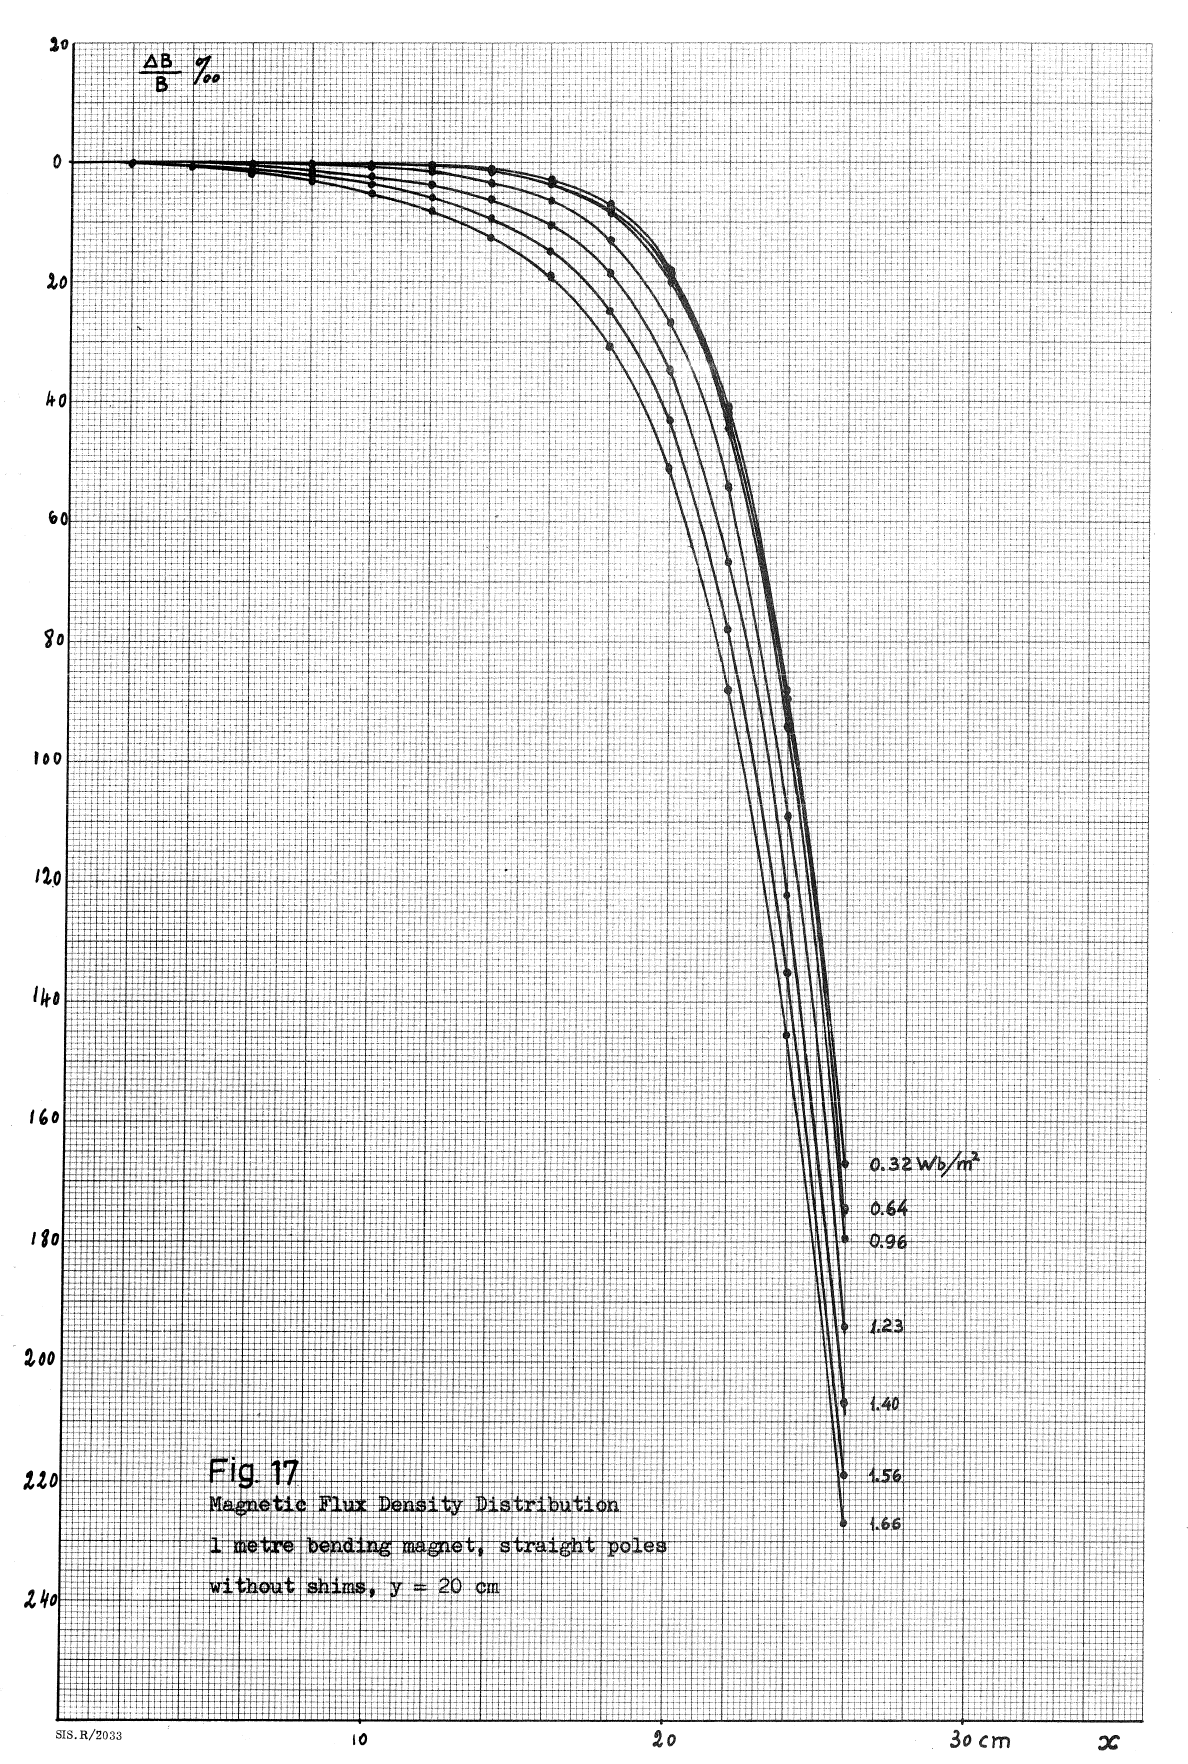 20
ΔB
B
‰
0
20
40
60
80
100
120
140
160
0.32 Wb/m²
0.64
180
0.96
1.23
200
1.40
Fig. 17
220
1.56
Magnetic Flux Density Distribution
1.66
1 metre bending magnet, straight poles
without shims, y = 20 cm
240
SIS.R/2033
10
20
30 cm
x